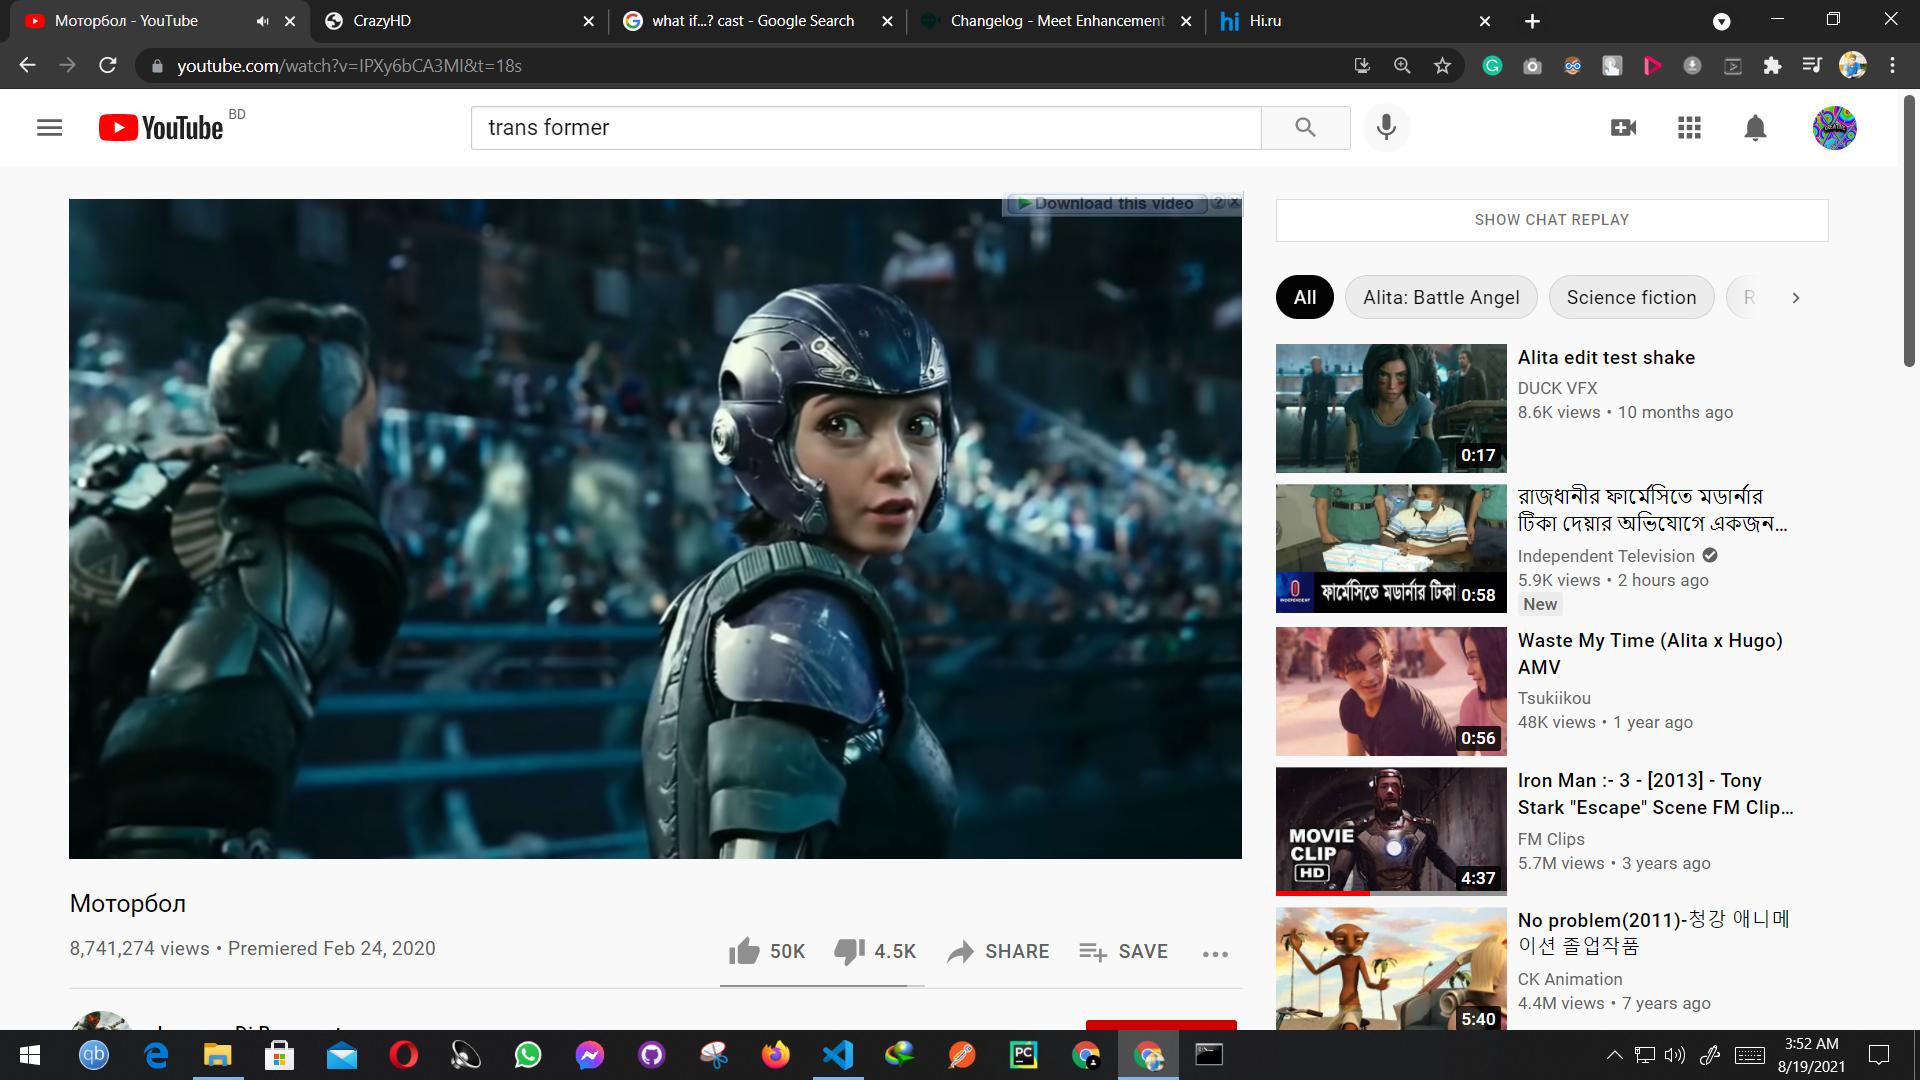 Моторбол - YouTube
CrazyHD
what if...? cast - Google Search
Changelog - Meet Enhancement
Hi.ru
youtube.com/watch?v=IPXy6bCA3MI&t=18s
YouTube BD
trans former
Download this video
SHOW CHAT REPLAY
All
Alita: Battle Angel
Science fiction
R
Alita edit test shake
DUCK VFX
8.6K views • 10 months ago
0:17
রাজধানীর ফার্মেসিতে মডার্নার
টিকা দেয়ার অভিযোগে একজন...
Independent Television
5.9K views • 2 hours ago
New
INDEPENDENT
ফার্মেসিতে মডার্নার টিকা
0:58
Waste My Time (Alita x Hugo)
AMV
Tsukiikou
48K views • 1 year ago
0:56
Iron Man :- 3 - [2013] - Tony
Stark "Escape" Scene FM Clip...
FM Clips
5.7M views • 3 years ago
MOVIE
CLIP
HD
4:37
No problem(2011)-청강 애니메
이션 졸업작품
CK Animation
4.4M views • 7 years ago
5:40
Моторбол
8,741,274 views • Premiered Feb 24, 2020
50K
4.5K
SHARE
SAVE
qb
PC
3:52 AM
8/19/2021